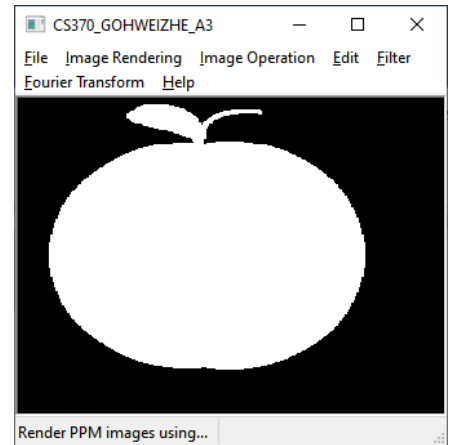 CS370_GOHWEIZHE_A3
File Image Rendering Image Operation Edit Filter
Fourier Transform Help
Render PPM images using...